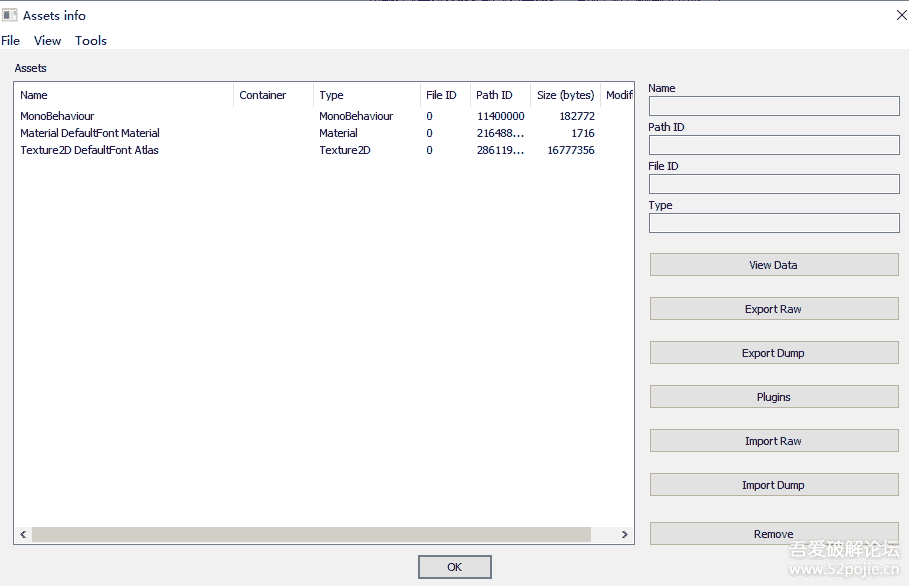 Assets info
File View Tools
Assets
Name Container Type File ID Path ID Size (bytes) Modif
MonoBehaviour MonoBehaviour 0 11400000 182772
Material DefaultFont Material Material 0 216488... 1716
Texture2D DefaultFont Atlas Texture2D 0 286119... 16777356
Name
Path ID
File ID
Type
View Data
Export Raw
Export Dump
Plugins
Import Raw
Import Dump
Remove
OK
吾爱破解论坛
www.52pojie.cn